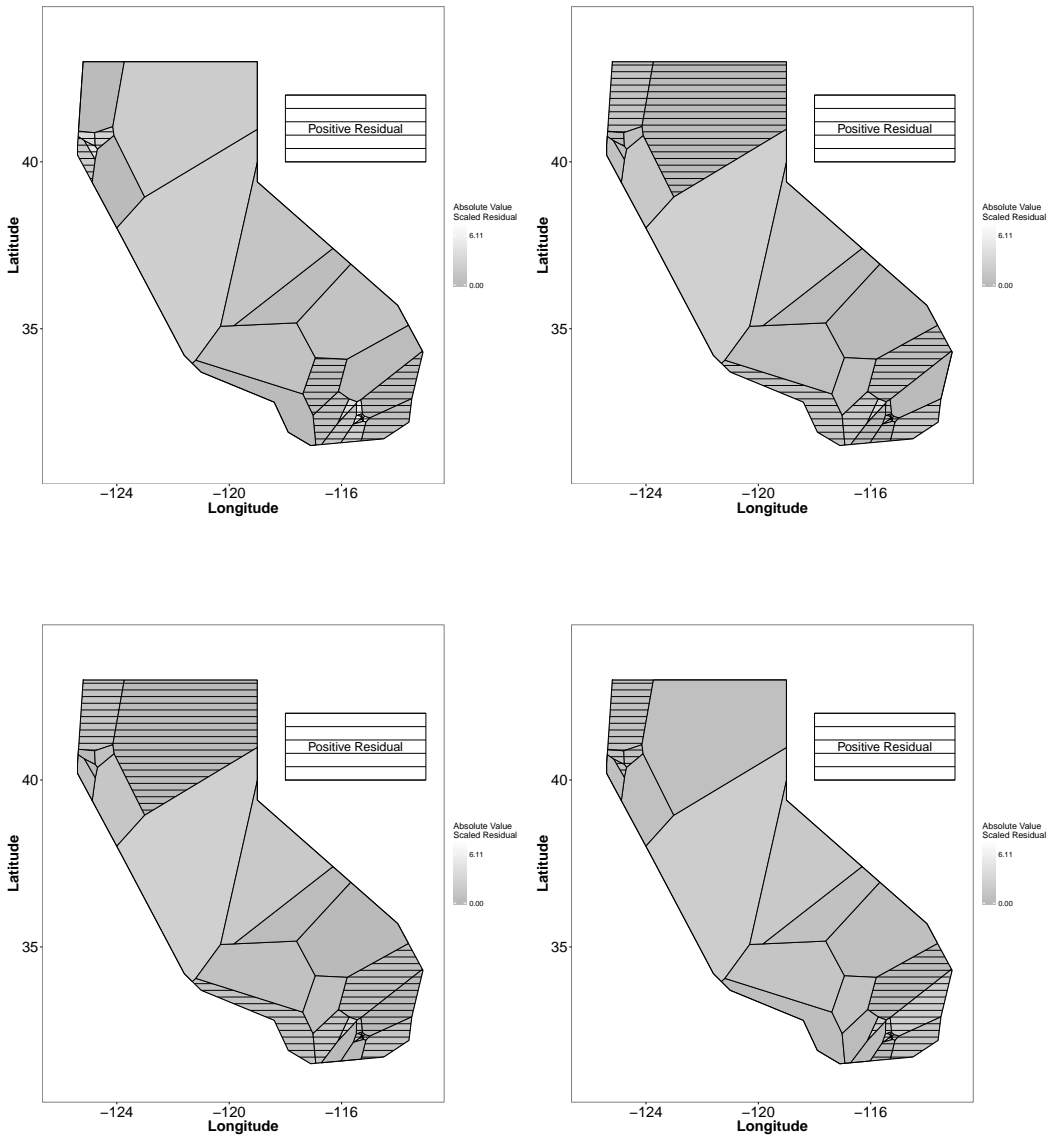 Positive Residual
40
35
Latitude
Absolute Value
Scaled Residual
6.11
0.00
−124
−120
−116
Longitude
Positive Residual
40
35
Latitude
Absolute Value
Scaled Residual
6.11
0.00
−124
−120
−116
Longitude
Positive Residual
40
35
Latitude
Absolute Value
Scaled Residual
6.11
0.00
−124
−120
−116
Longitude
Positive Residual
40
35
Latitude
Absolute Value
Scaled Residual
6.11
0.00
−124
−120
−116
Longitude